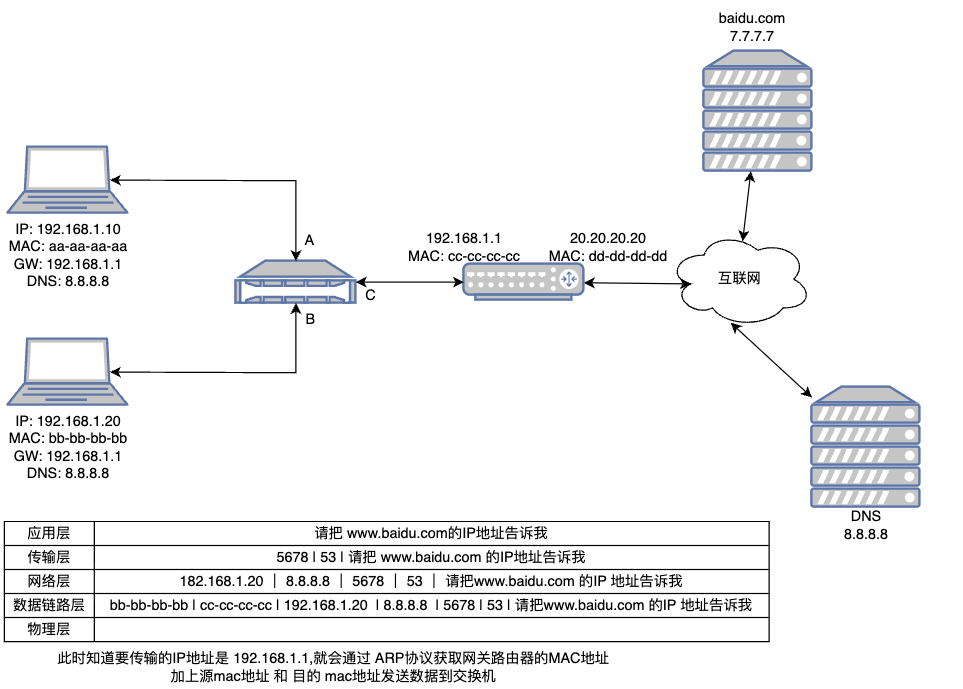 baidu.com
7.7.7.7
IP: 192.168.1.10
MAC: aa-aa-aa-aa
GW: 192.168.1.1
DNS: 8.8.8.8
A
192.168.1.1
MAC: cc-cc-cc-cc
20.20.20.20
MAC: dd-dd-dd-dd
互联网
C
B
IP: 192.168.1.20
MAC: bb-bb-bb-bb
GW: 192.168.1.1
DNS: 8.8.8.8
DNS
8.8.8.8
应用层 请把 www.baidu.com的IP地址告诉我
传输层 5678 | 53 | 请把 www.baidu.com 的IP地址告诉我
网络层 182.168.1.20 | 8.8.8.8 | 5678 | 53 | 请把www.baidu.com 的IP 地址告诉我
数据链路层 bb-bb-bb-bb | cc-cc-cc-cc | 192.168.1.20 | 8.8.8.8 | 5678 | 53 | 请把www.baidu.com 的IP 地址告诉我
物理层
此时知道要传输的IP地址是 192.168.1.1,就会通过 ARP协议获取网关路由器的MAC地址
加上源mac地址 和 目的 mac地址发送数据到交换机